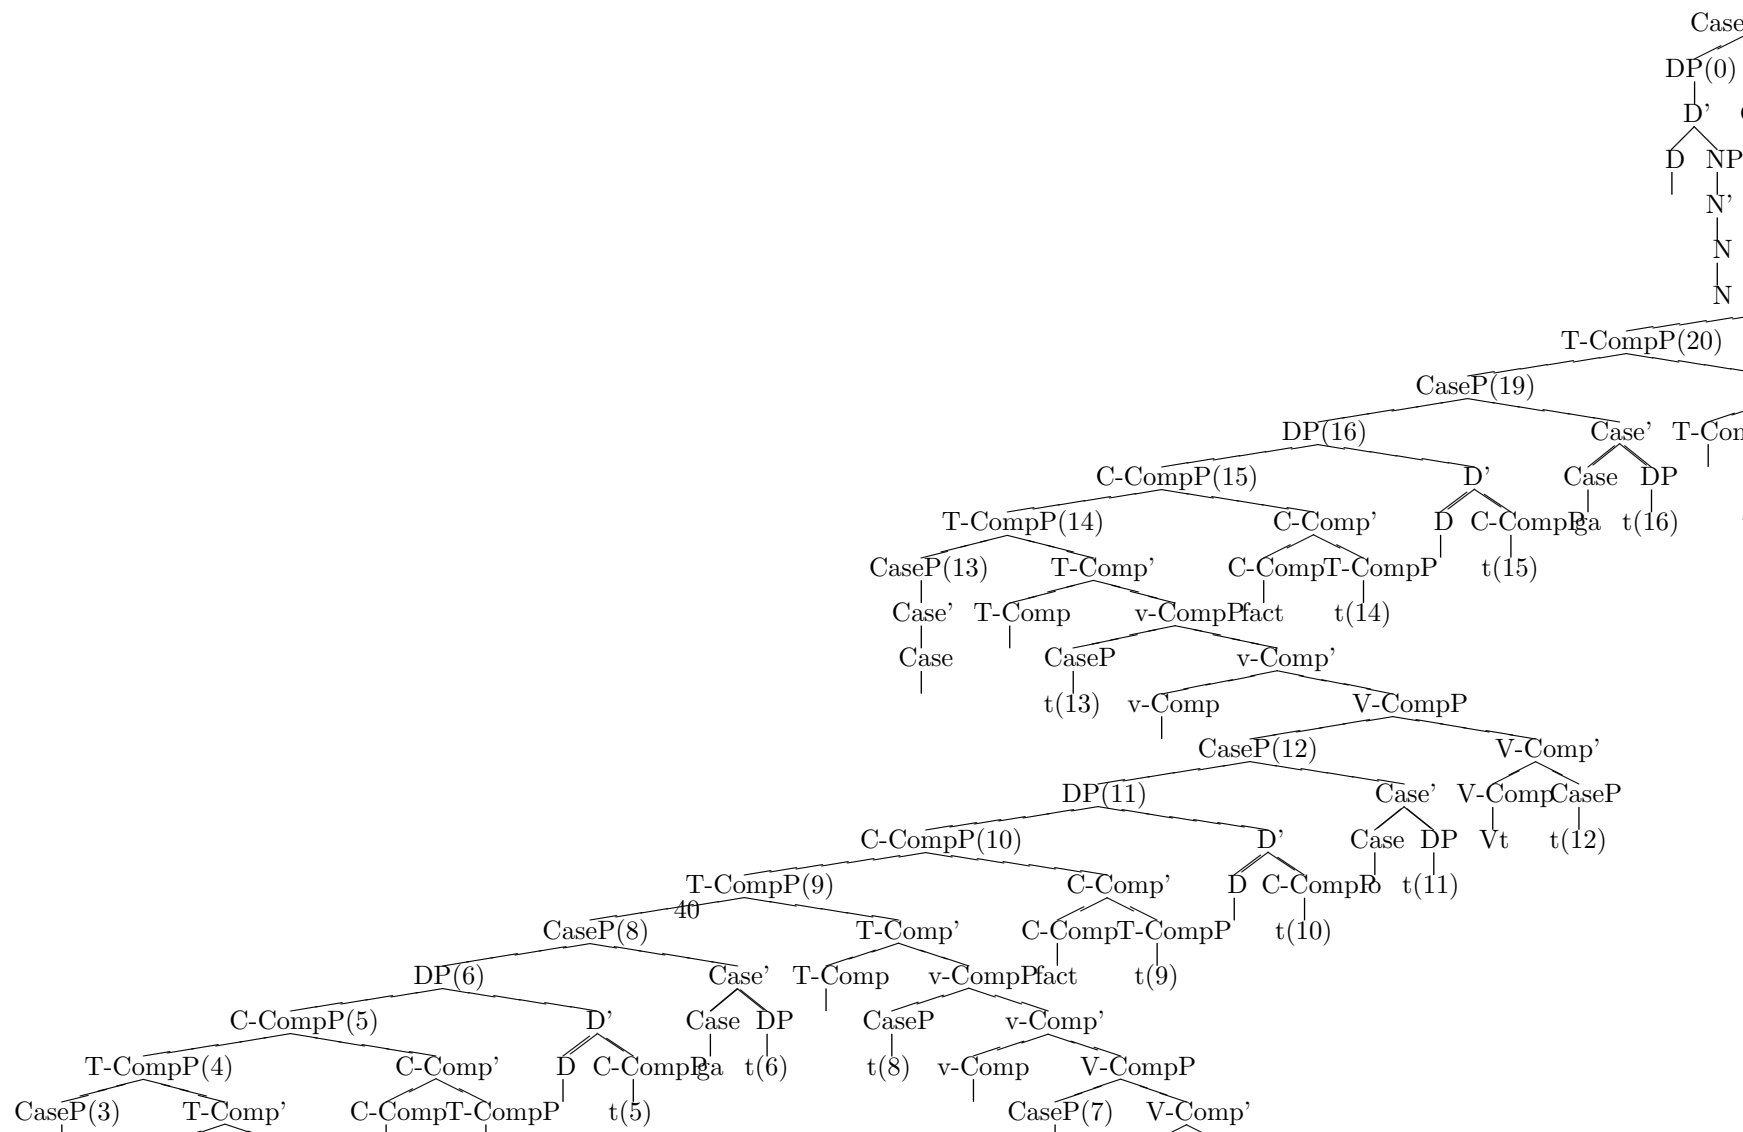 Case
DP(0)
D’
D NP
N’
N
N
T-CompP(20)
CaseP(19)
DP(16) Case’
C-CompP(15) D’ Case DP
T-CompP(14) C-Comp’ D C-CompP ga t(16)
CaseP(13) T-Comp’ C-Comp T-CompP t(15)
Case’ T-Comp v-CompP fact t(14)
Case CaseP v-Comp’
t(13) v-Comp V-CompP
CaseP(12) V-Comp’
DP(11) Case’ V-Comp CaseP
C-CompP(10) D’ Case DP Vt t(12)
T-CompP(9) C-Comp’ D C-CompP o t(11)
40
CaseP(8) T-Comp’ C-Comp T-CompP t(10)
DP(6) Case’ T-Comp v-CompP fact t(9)
C-CompP(5) D’ Case DP CaseP v-Comp’
T-CompP(4) C-Comp’ D C-CompP ga t(6) t(8) v-Comp V-CompP
CaseP(3) T-Comp’ C-Comp T-CompP t(5) CaseP(7) V-Comp’